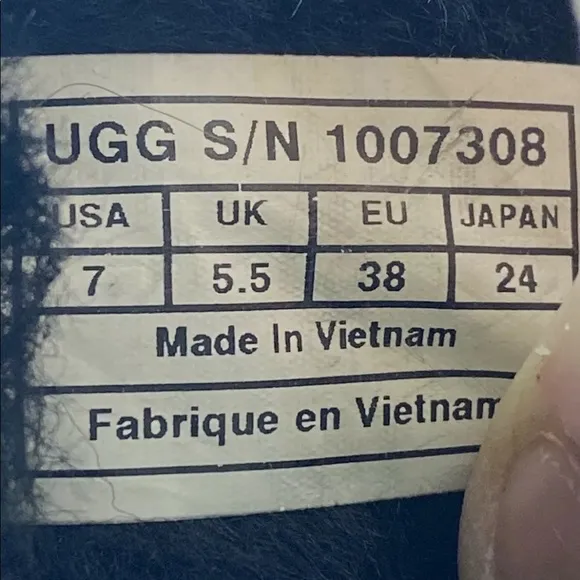 UGG S/N 1007308
USA UK EU JAPAN
7 5.5 38 24
Made In Vietnam
Fabrique en Vietnam